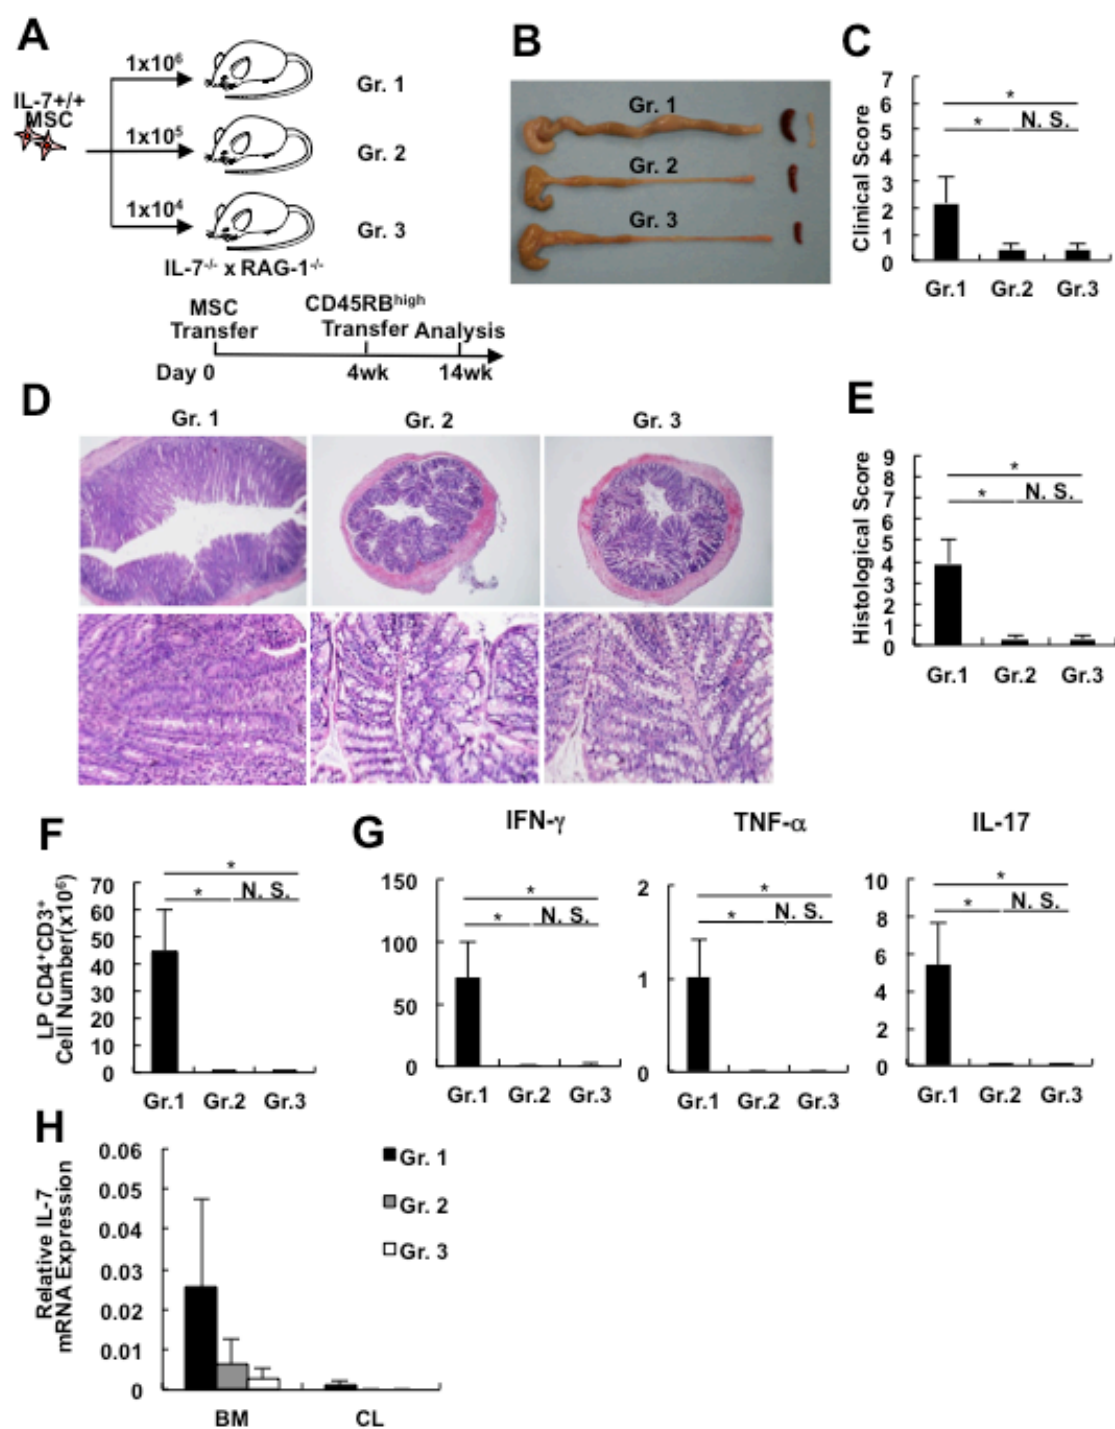 A
1x10⁶
Gr. 1
IL-7+/+
MSC
1x10⁵
Gr. 2
1x10⁴
Gr. 3
IL-7⁻/⁻ x RAG-1⁻/⁻
MSC
Transfer
CD45RBʰⁱᵍʰ
Transfer
Analysis
Day 0
4wk
14wk
B
Gr. 1
Gr. 2
Gr. 3
C
Clinical Score
7
6
5
4
3
2
1
0
*
* N. S.
Gr.1 Gr.2 Gr.3
D
Gr. 1 Gr. 2 Gr. 3
E
Histological Score
9
8
7
6
5
4
3
2
1
0
*
* N. S.
Gr.1 Gr.2 Gr.3
F
LP CD4⁺CD3⁺
Cell Number(x10⁶)
70
60
50
40
30
20
10
0
*
* N. S.
Gr.1 Gr.2 Gr.3
G
IFN-γ
150
100
50
0
*
* N. S.
Gr.1 Gr.2 Gr.3
TNF-α
2
1
0
*
* N. S.
Gr.1 Gr.2 Gr.3
IL-17
10
8
6
4
2
0
*
* N. S.
Gr.1 Gr.2 Gr.3
H
Relative IL-7
mRNA Expression
0.06
0.05
0.04
0.03
0.02
0.01
0
Gr. 1
Gr. 2
Gr. 3
BM CL